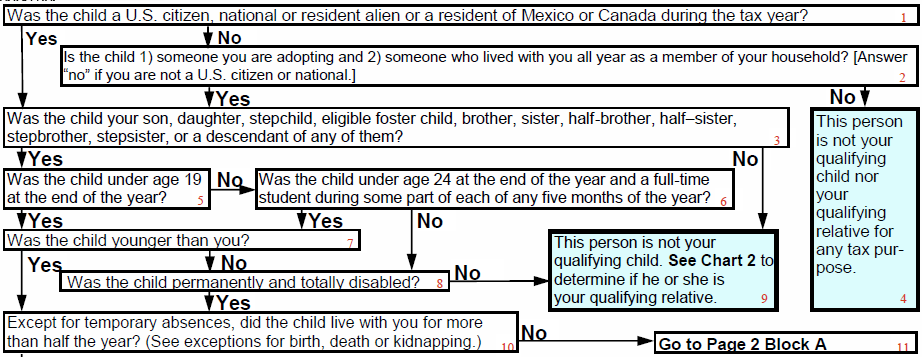 Was the child a U.S. citizen, national or resident alien or a resident of Mexico or Canada during the tax year? 1
Yes
No
Is the child 1) someone you are adopting and 2) someone who lived with you all year as a member of your household? [Answer
“no” if you are not a U.S. citizen or national.] 2
Yes
No
Was the child your son, daughter, stepchild, eligible foster child, brother, sister, half-brother, half–sister,
stepbrother, stepsister, or a descendant of any of them? 3
This person
is not your
qualifying
child nor
your
qualifying
relative for
any tax pur-
pose.
4
Yes
No
Was the child under age 19
at the end of the year? 5
No
Was the child under age 24 at the end of the year and a full-time
student during some part of each of any five months of the year? 6
Yes
Yes
No
Was the child younger than you? 7
This person is not your
qualifying child. See Chart 2 to
determine if he or she is
your qualifying relative. 9
Yes
No
Was the child permanently and totally disabled? 8
No
Yes
Except for temporary absences, did the child live with you for more
than half the year? (See exceptions for birth, death or kidnapping.) 10
No
Go to Page 2 Block A 11